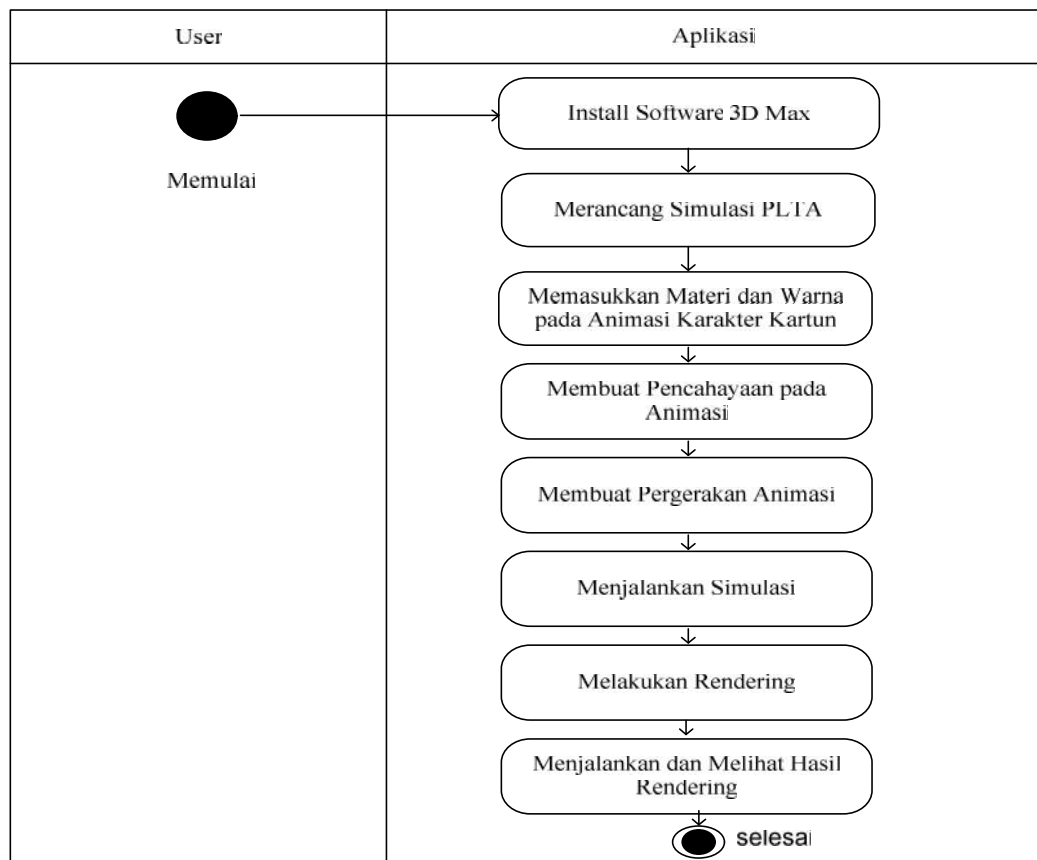 User
Aplikasi
Install Software 3D Max
Memulai
Merancang Simulasi PLTA
Memasukkan Materi dan Warna
pada Animasi Karakter Kartun
Membuat Pencahayaan pada
Animasi
Membuat Pergerakan Animasi
Menjalankan Simulasi
Melakukan Rendering
Menjalankan dan Melihat Hasil
Rendering
selesai